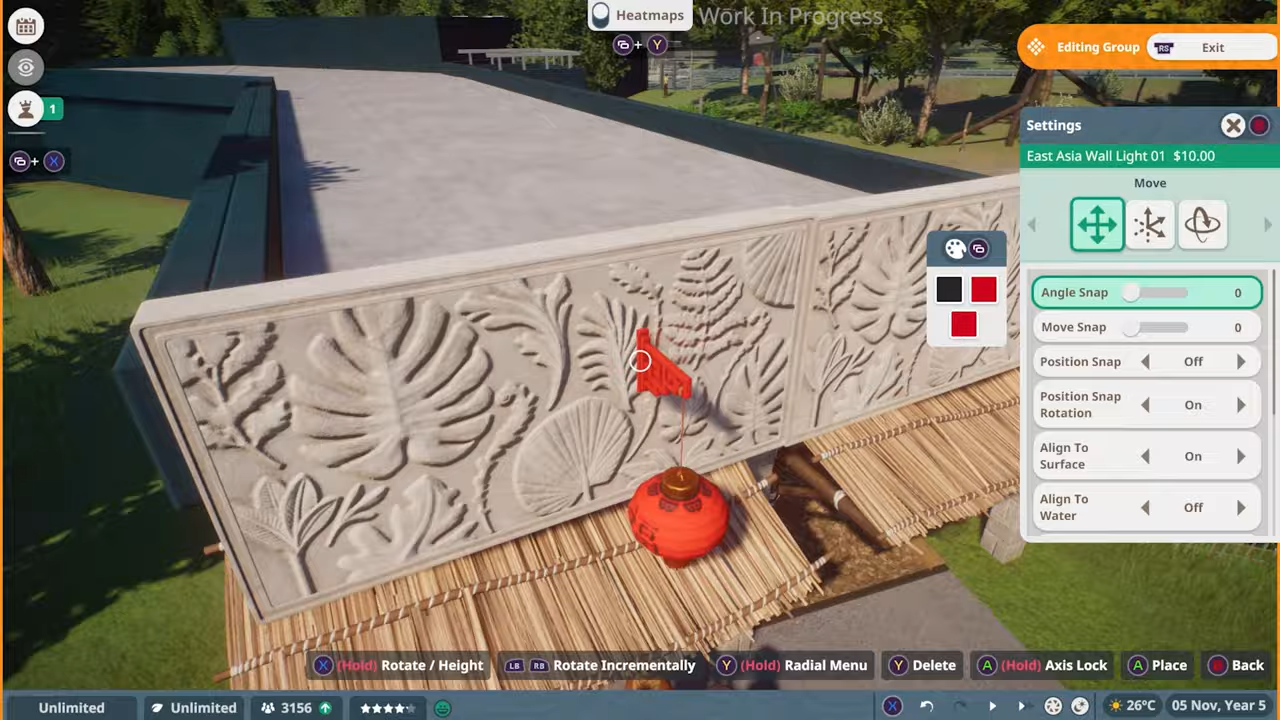 Heatmaps
Work In Progress
+ Y
Editing Group
RS Exit
1
+ X
Settings
East Asia Wall Light 01 $10.00
Move
Angle Snap 0
Move Snap 0
Position Snap Off
Position Snap Rotation On
Align To Surface On
Align To Water Off
X (Hold) Rotate / Height
LB RB Rotate Incrementally
Y (Hold) Radial Menu
Y Delete
A (Hold) Axis Lock
A Place
Back
Unlimited
Unlimited
3156
X
26°C
05 Nov, Year 5